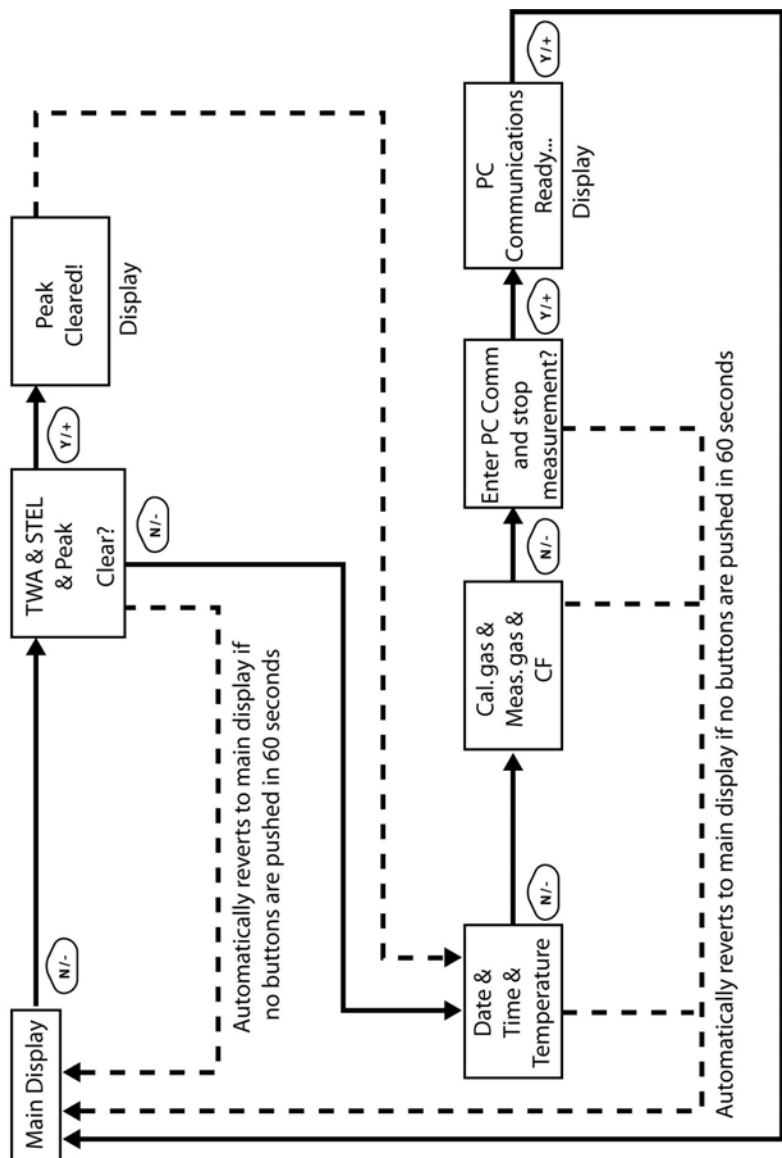 Main Display
N/-
TWA & STEL
& Peak
Clear?
Y/+
Peak
Cleared!
Display
N/-
Automatically reverts to main display if
no buttons are pushed in 60 seconds
Date &
Time &
Temperature
N/-
Cal. gas &
Meas. gas &
CF
N/-
Enter PC Comm
and stop
measurement?
Y/+
PC
Communications
Ready...
Display
Y/+
Automatically reverts to main display if no buttons are pushed in 60 seconds